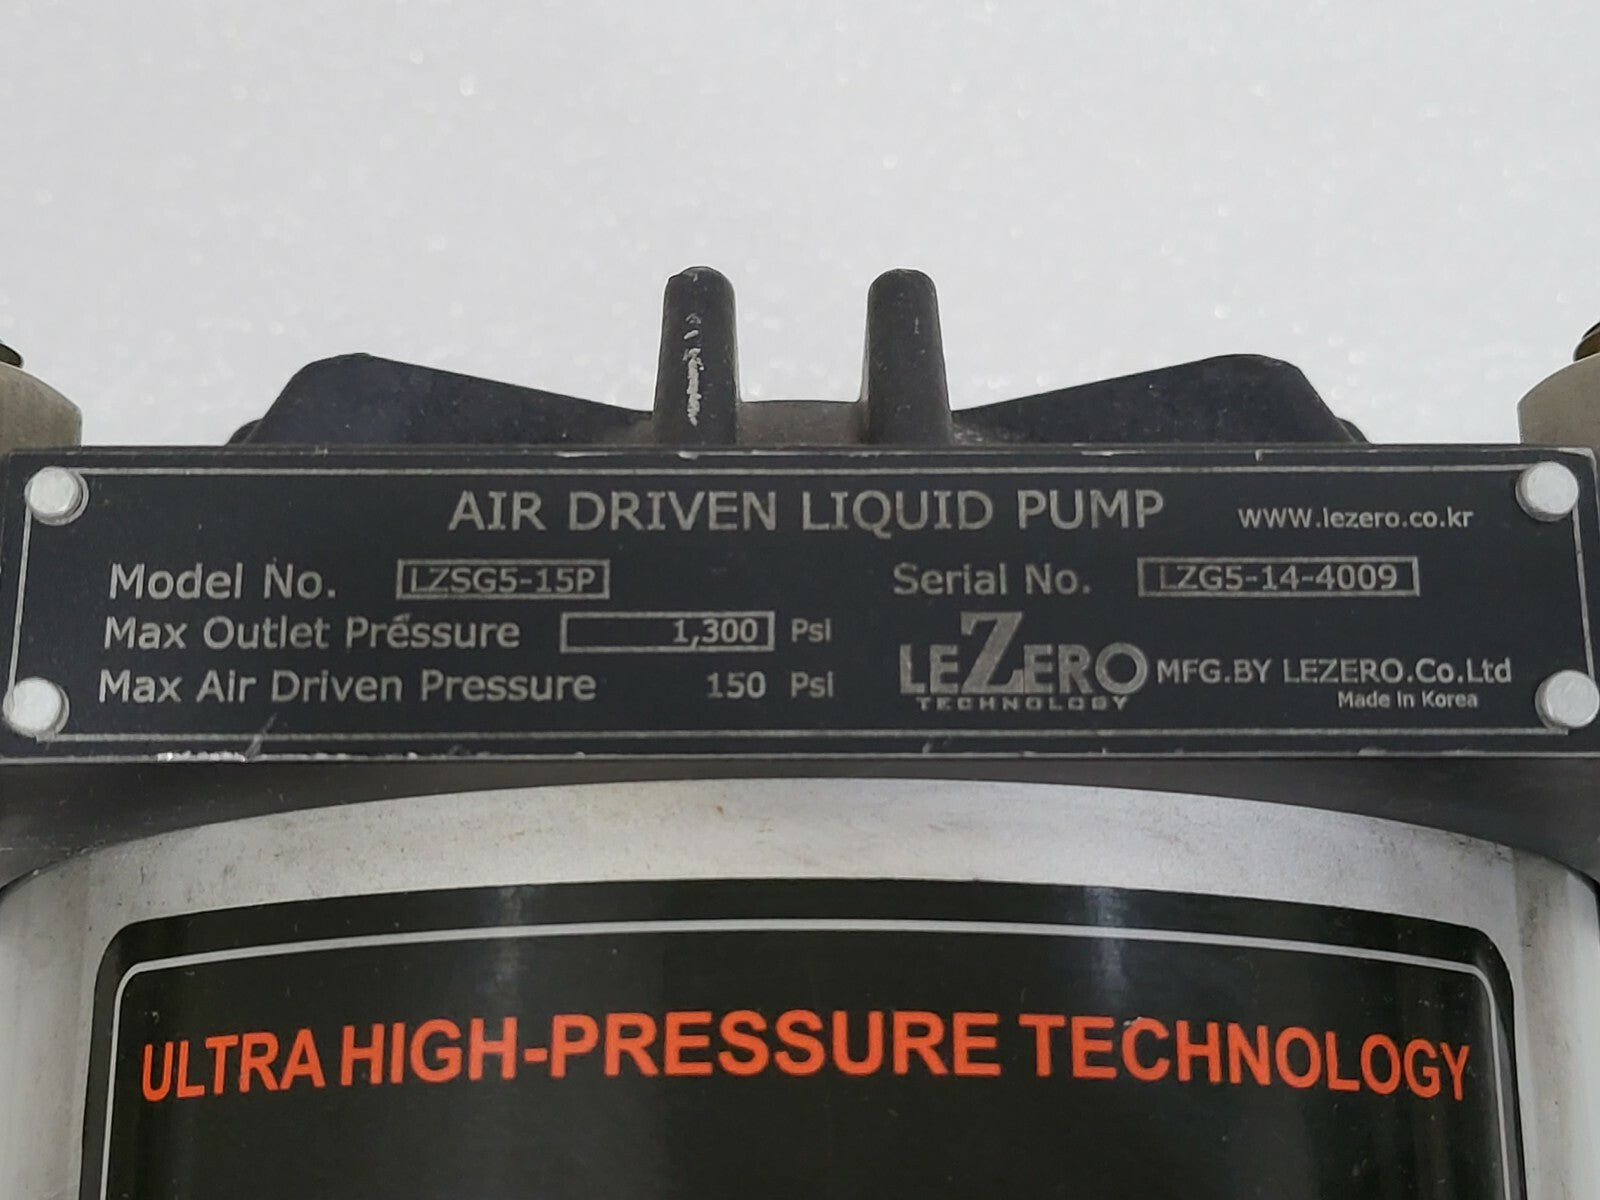 AIR DRIVEN LIQUID PUMP www.lezero.co.kr
Model No. LZSG5-15P Serial No. LZG5-14-4009
Max Outlet Pressure 1,300 Psi
Max Air Driven Pressure 150 Psi
LEZERO MFG.BY LEZERO.Co.Ltd
TECHNOLOGY Made In Korea
ULTRA HIGH-PRESSURE TECHNOLOGY